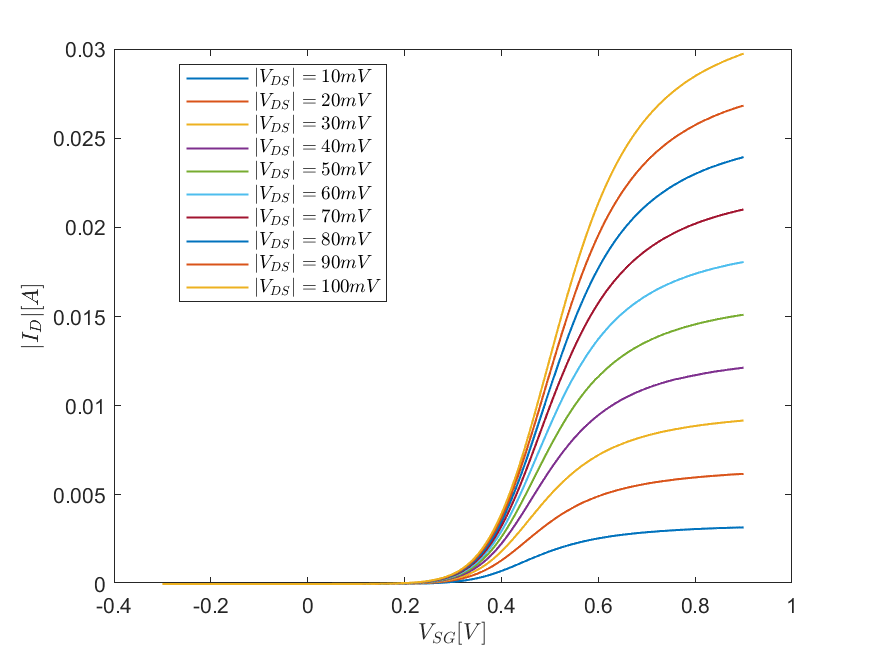 0.03
0.025
0.02
0.015
0.01
0.005
0
-0.4
-0.2
0
0.2
0.4
0.6
0.8
1
|I_D|[A]
V_SG[V]
|V_DS| = 10mV
|V_DS| = 20mV
|V_DS| = 30mV
|V_DS| = 40mV
|V_DS| = 50mV
|V_DS| = 60mV
|V_DS| = 70mV
|V_DS| = 80mV
|V_DS| = 90mV
|V_DS| = 100mV